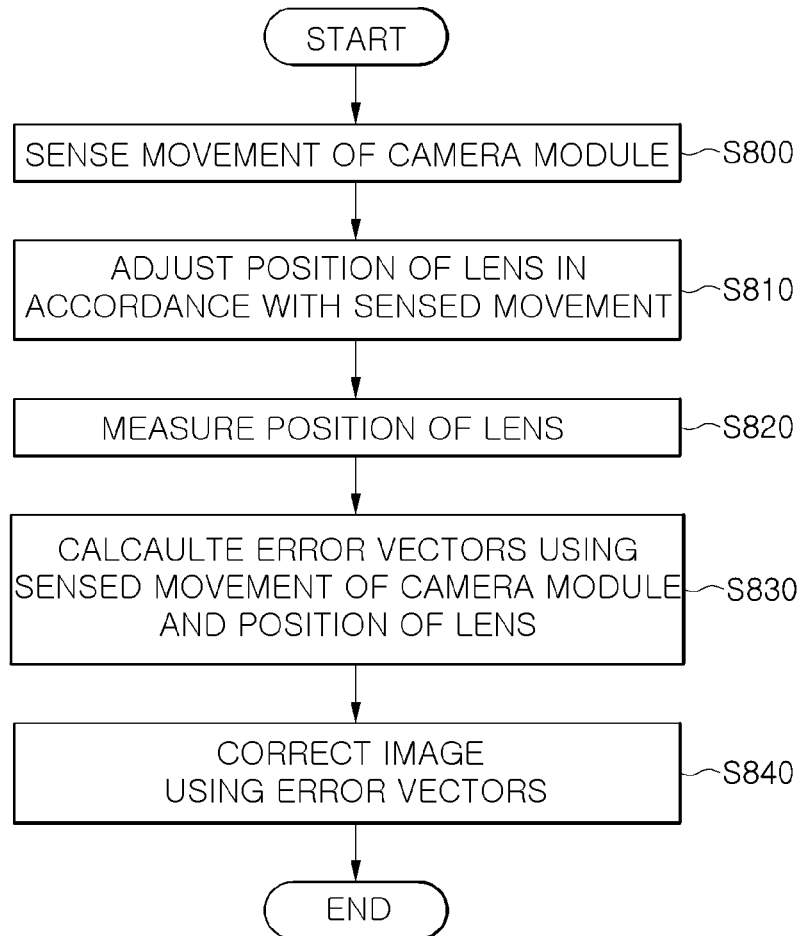 START
SENSE MOVEMENT OF CAMERA MODULE
S800
ADJUST POSITION OF LENS IN
ACCORDANCE WITH SENSED MOVEMENT
S810
MEASURE POSITION OF LENS
S820
CALCAULTE ERROR VECTORS USING
SENSED MOVEMENT OF CAMERA MODULE
AND POSITION OF LENS
S830
CORRECT IMAGE
USING ERROR VECTORS
S840
END